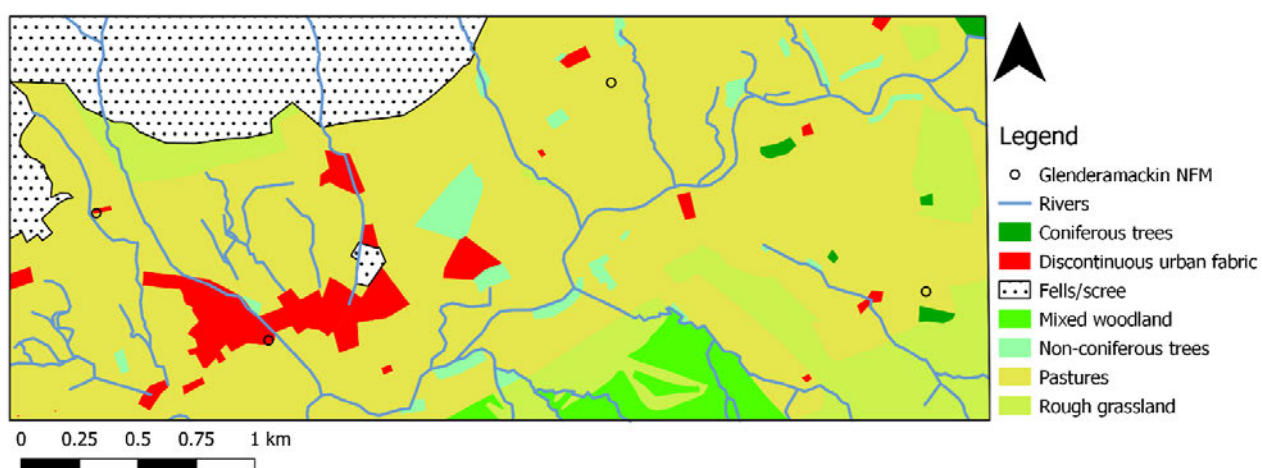 Legend
Glenderamackin NFM
Rivers
Coniferous trees
Discontinuous urban fabric
Fells/scree
Mixed woodland
Non-coniferous trees
Pastures
Rough grassland
0 0.25 0.5 0.75 1 km